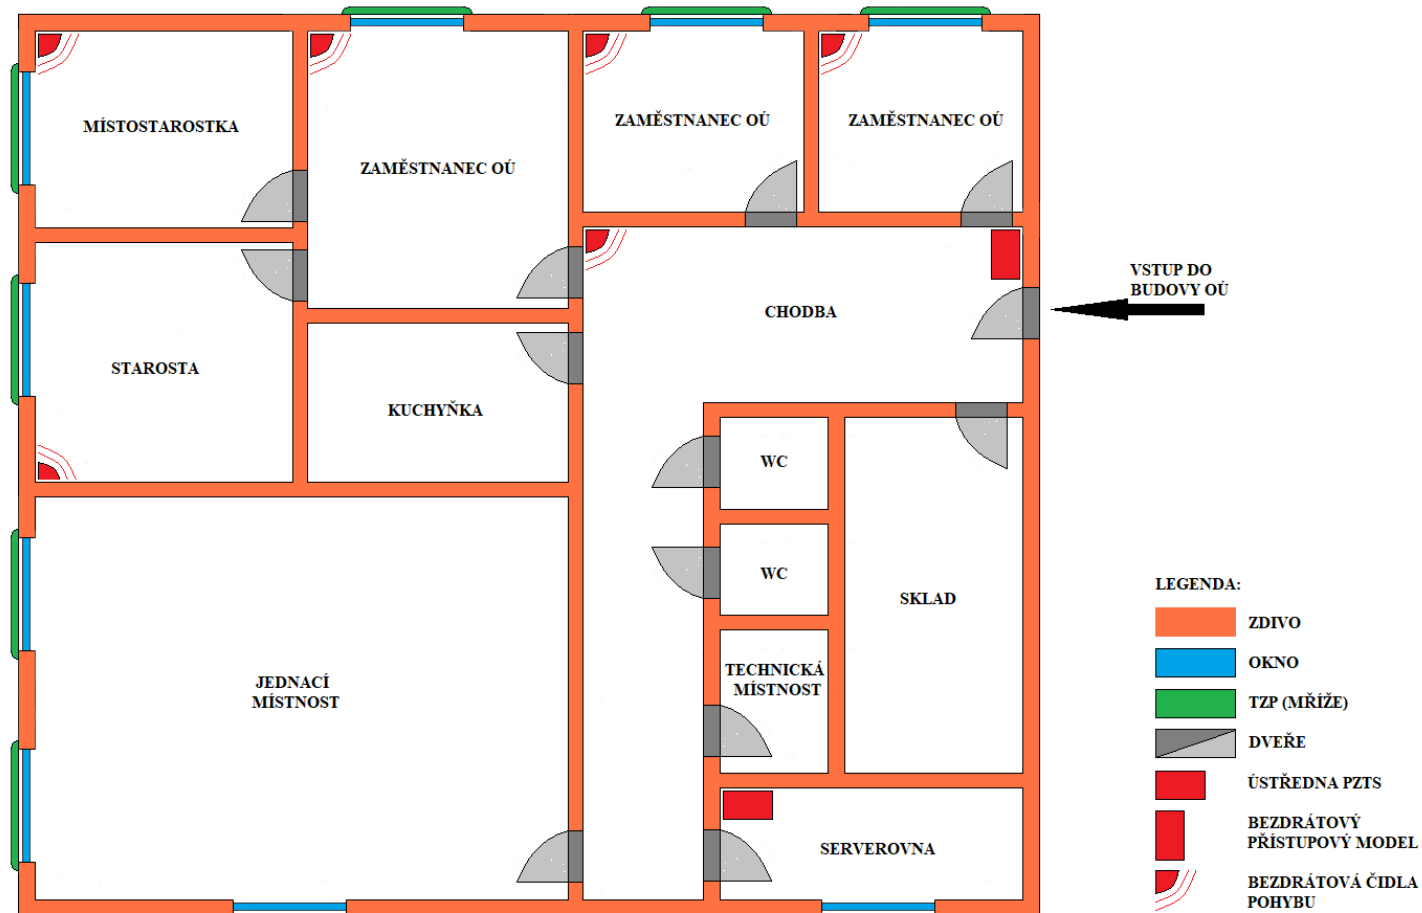 MÍSTOSTAROSTKA
ZAMĚSTNANEC OÚ
ZAMĚSTNANEC OÚ
ZAMĚSTNANEC OÚ
VSTUP DO
BUDOVY OÚ
CHODBA
STAROSTA
KUCHYŇKA
WC
WC
SKLAD
JEDNACÍ
MÍSTNOST
TECHNICKÁ
MÍSTNOST
SERVEROVNA
LEGENDA:
ZDIVO
OKNO
TZP (MŘÍŽE)
DVEŘE
ÚSTŘEDNA PZTS
BEZDRÁTOVÝ
PŘÍSTUPOVÝ MODEL
BEZDRÁTOVÁ ČIDLA
POHYBU